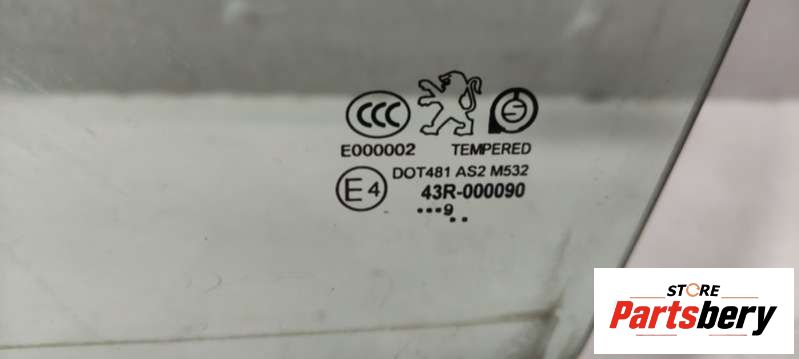 CCC
S
E000002 TEMPERED
DOT481 AS2 M532
E4
43R-000090
•••9
••
STORE
Partsbery